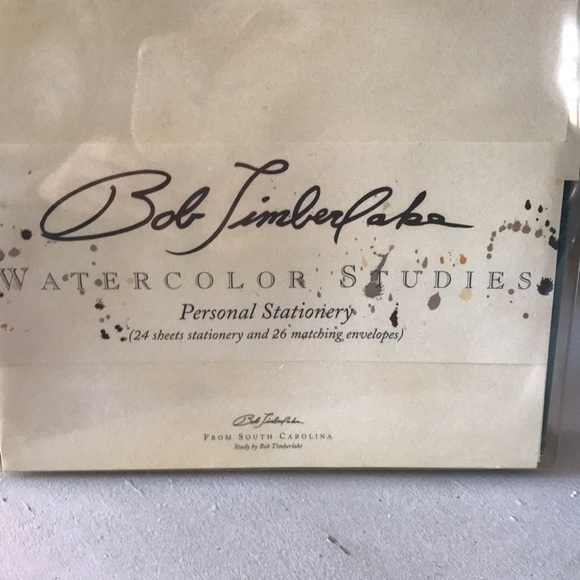 Bob Timberlake
WATERCOLOR STUDIES
Personal Stationery
(24 sheets stationery and 26 matching envelopes)
Bob Timberlake
FROM SOUTH CAROLINA
Study by Bob Timberlake